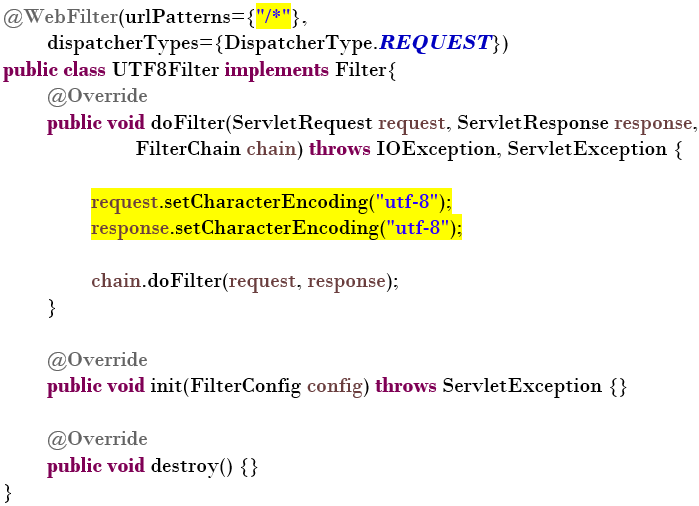 @WebFilter(urlPatterns={"/*"},
dispatcherTypes={DispatcherType.REQUEST})
public class UTF8Filter implements Filter{
@Override
public void doFilter(ServletRequest request, ServletResponse response,
FilterChain chain) throws IOException, ServletException {
request.setCharacterEncoding("utf-8");
response.setCharacterEncoding("utf-8");
chain.doFilter(request, response);
}
@Override
public void init(FilterConfig config) throws ServletException {}
@Override
public void destroy() {}
}